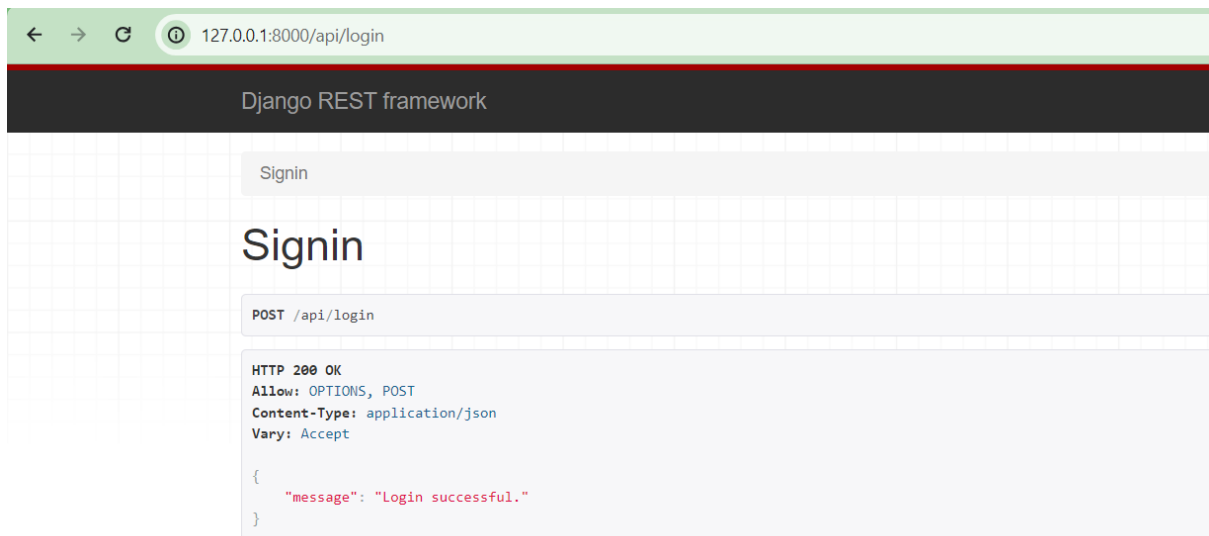 127.0.0.1:8000/api/login
Django REST framework
Signin
Signin
POST /api/login
HTTP 200 OK
Allow: OPTIONS, POST
Content-Type: application/json
Vary: Accept
{
    "message": "Login successful."
}